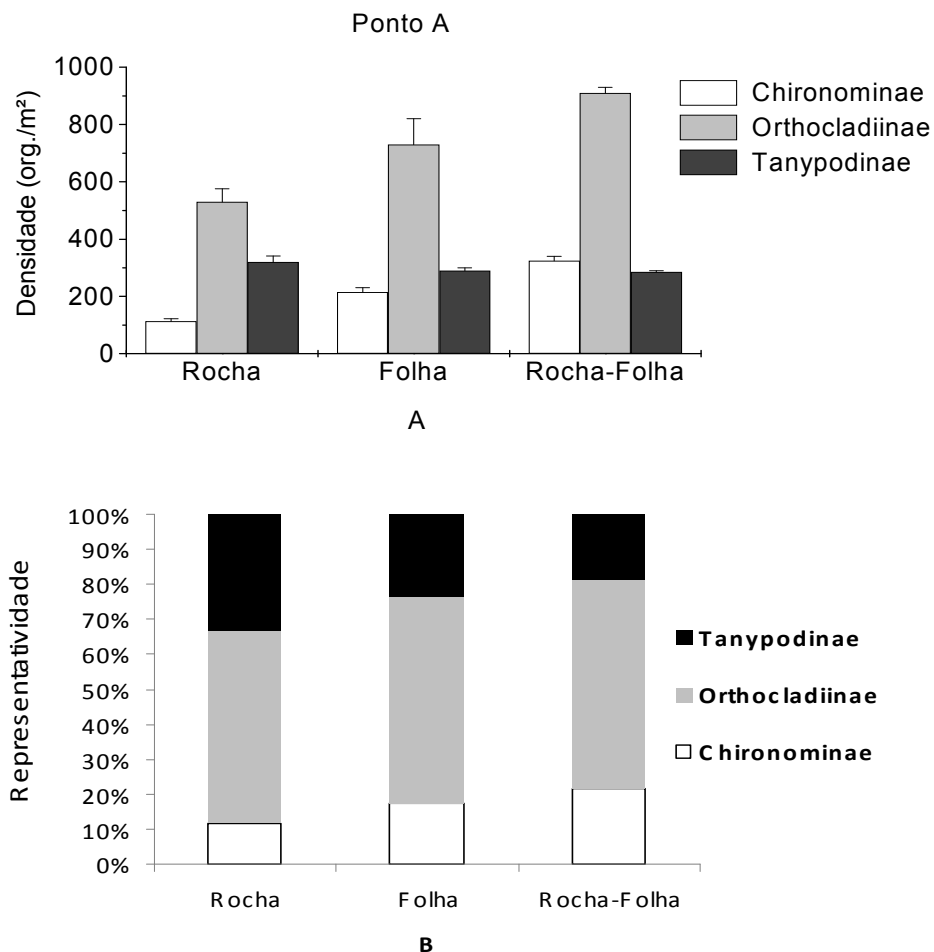 Ponto A
1000
800
600
400
200
0
Densidade (org./m²)
Chironominae
Orthocladiinae
Tanypodinae
Rocha Folha Rocha-Folha
A
100%
90%
80%
70%
60%
50%
40%
30%
20%
10%
0%
Representatividade
Tanypodinae
Orthocladiinae
Chironominae
Rocha Folha Rocha-Folha
B